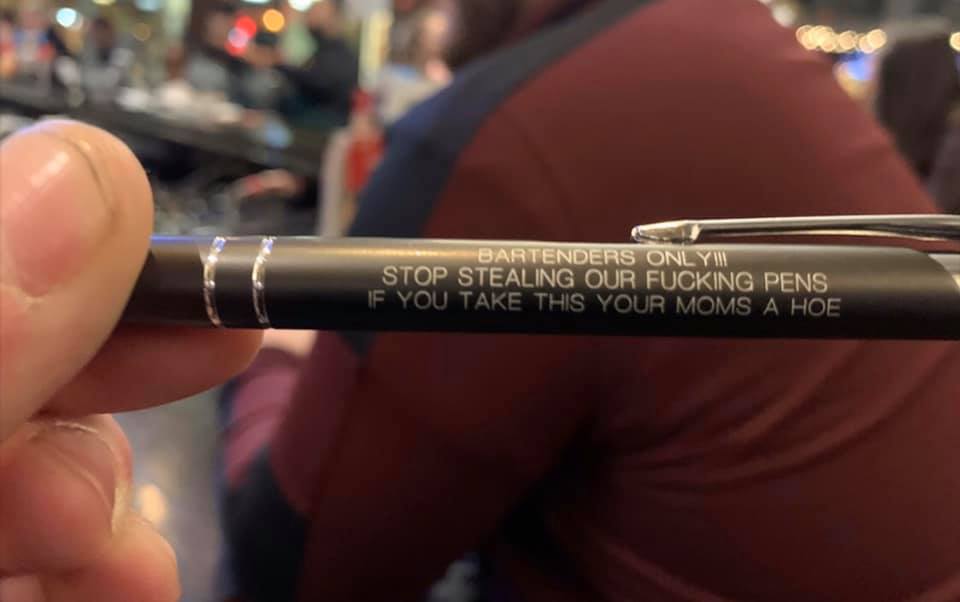 BARTENDERS ONLY!!!
STOP STEALING OUR FUCKING PENS
IF YOU TAKE THIS YOUR MOMS A HOE